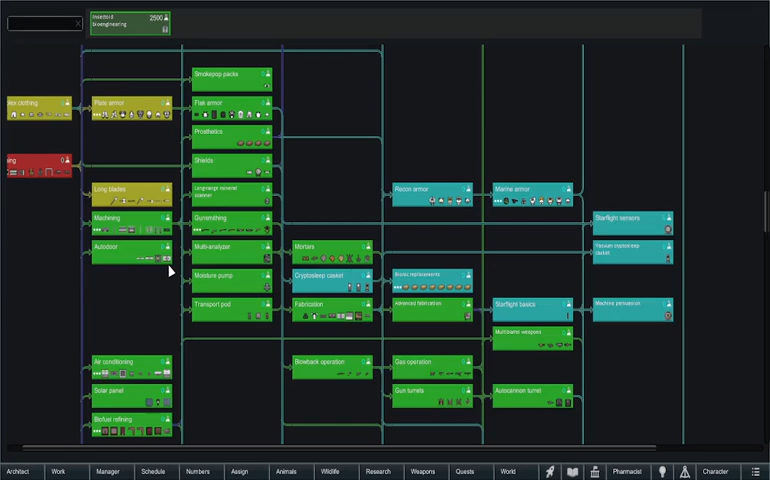 Insectoid 2500
bioengineering
Smokepop packs
clothing Plate armor Flak armor
Prosthetics
Shields
Long blades Long-range mineral scanner Recon armor Marine armor
Machining Gunsmithing Starflight sensors
Autodoor Multi-analyzer Mortars Vacuum cryptosleep casket
Moisture pump Cryptosleep casket Bionic replacements
Transport pod Fabrication Advanced fabrication Starflight basics Machine persuasion
Multibarrel weapons
Air conditioning Blowback operation Gas operation
Solar panel Gun turrets Autocannon turret
Biofuel refining
Architect Work Manager Schedule Numbers Assign Animals Wildlife Research Weapons Quests World Pharmacist Character